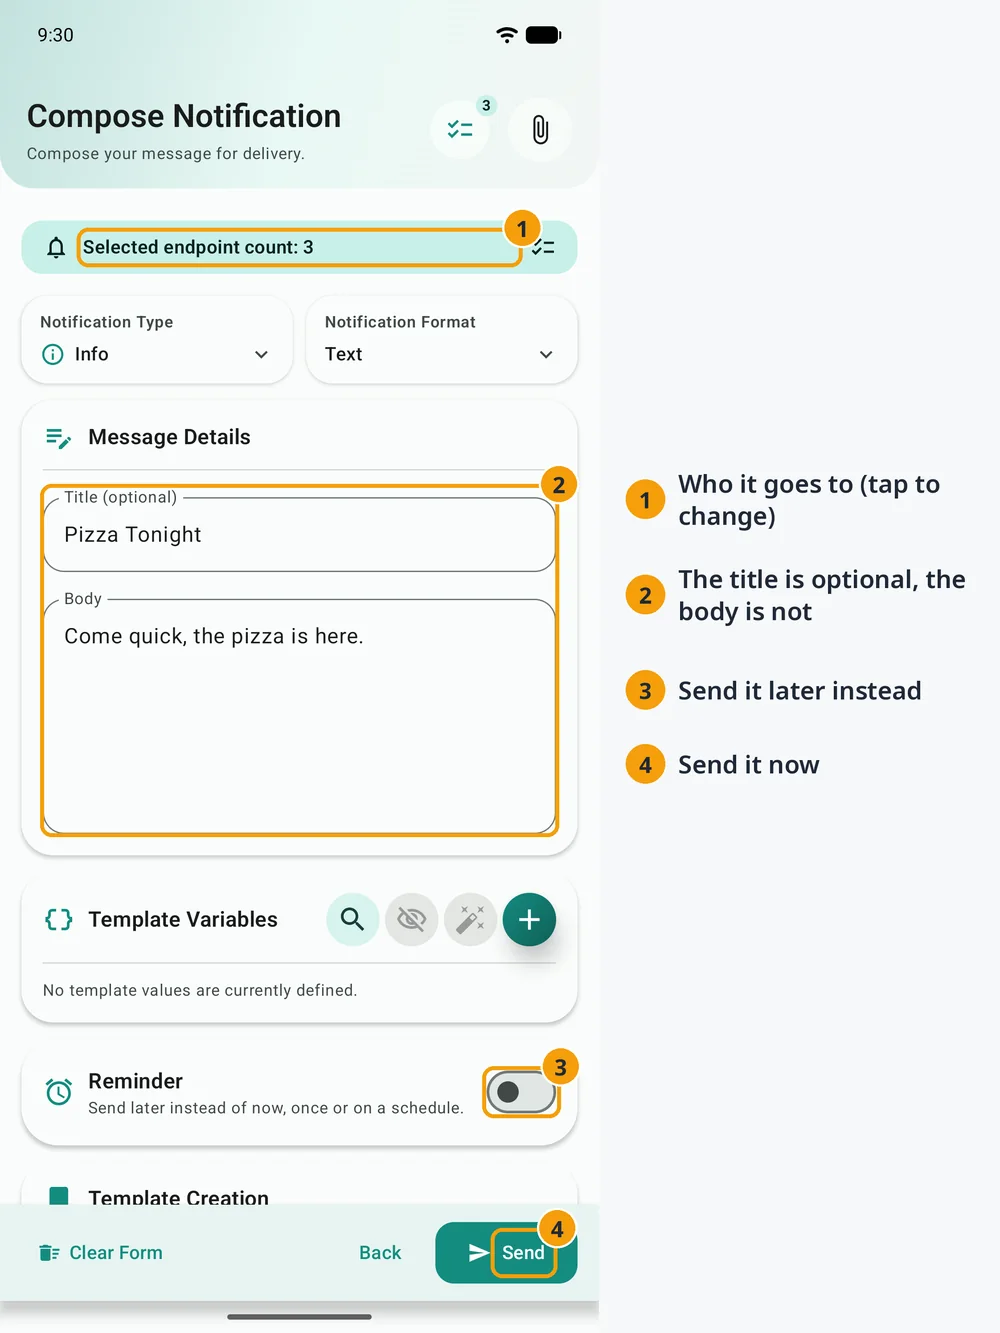 9:30
Compose Notification
3
Compose your message for delivery.
Selected endpoint count: 3
1
Notification Type
Info
Notification Format
Text
Message Details
2
Title (optional)
Pizza Tonight
Body
Come quick, the pizza is here.
Template Variables
No template values are currently defined.
Reminder
Send later instead of now, once or on a schedule.
3
Template Creation
Clear Form
Back
Send
4
1 Who it goes to (tap to
change)
2 The title is optional, the
body is not
3 Send it later instead
4 Send it now